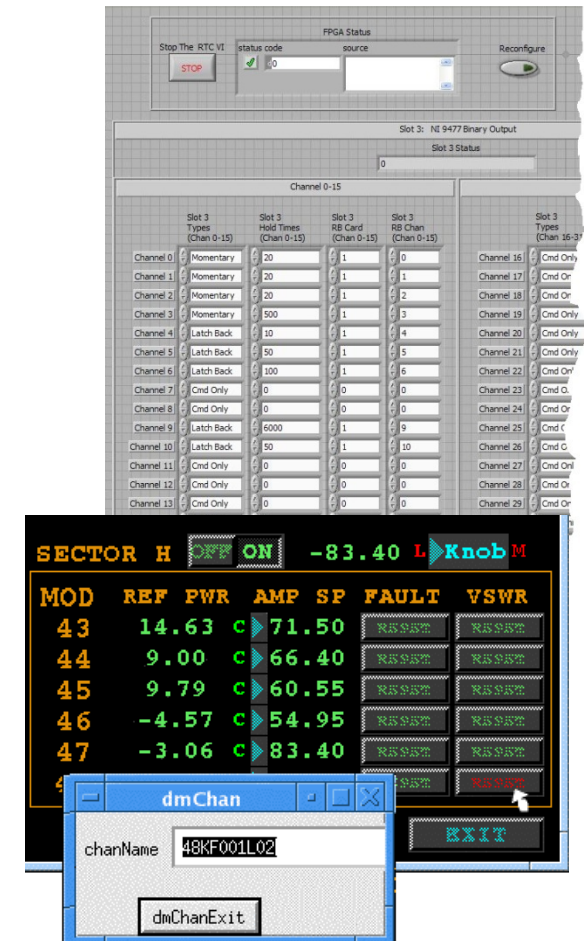 FPGA Status
Stop The RTC VI status code source Reconfigure
STOP 0
Slot 3: NI 9477 Binary Output
Slot 3 Status
0
Channel 0-15
Slot 3 Slot 3 Slot 3 Slot 3 Slot 3
Types Hold Times RB Card RB Chan Types
(Chan 0-15) (Chan 0-15) (Chan 0-15) (Chan 0-15) (Chan 16-31
Channel 0 Momentary 20 1 0 Channel 16 Cmd Only
Channel 1 Momentary 20 1 1 Channel 17 Cmd Or
Channel 2 Momentary 20 1 2 Channel 18 Cmd
Channel 3 Momentary 500 1 3 Channel 19 Cmd Only
Channel 4 Latch Back 10 1 4 Channel 20 Cmd Only
Channel 5 Latch Back 50 1 5 Channel 21 Cmd Only
Channel 6 Latch Back 100 1 6 Channel 22 Cmd Onl
Channel 7 Cmd Only 0 0 0 Channel 23 Cmd
Channel 8 Cmd Only 0 0 0 Channel 24 Cmd Or
Channel 9 Latch Back 6000 1 9 Channel 25 Cmd
Channel 10 Latch Back 50 1 10 Channel 26 Cmd
Channel 11 Cmd Only 0 0 0 Channel 27 Cmd Onl
Channel 12 Cmd Only 0 0 0 Channel 28 Cmd Or
Channel 13 Cmd Only 0 0 0 Channel 29 Cmd Or
SECTOR H OFF ON -83.40 L Knob M
MOD REF PWR AMP SP FAULT VSWR
43 14.63 C 71.50 RESET RESET
44 9.00 C 66.40 RESET RESET
45 9.79 C 60.55 RESET RESET
46 -4.57 C 54.95 RESET RESET
47 -3.06 C 83.40 RESET RESET
RESET
EXIT
dmChan
chanName 48KF001L02
dmChanExit